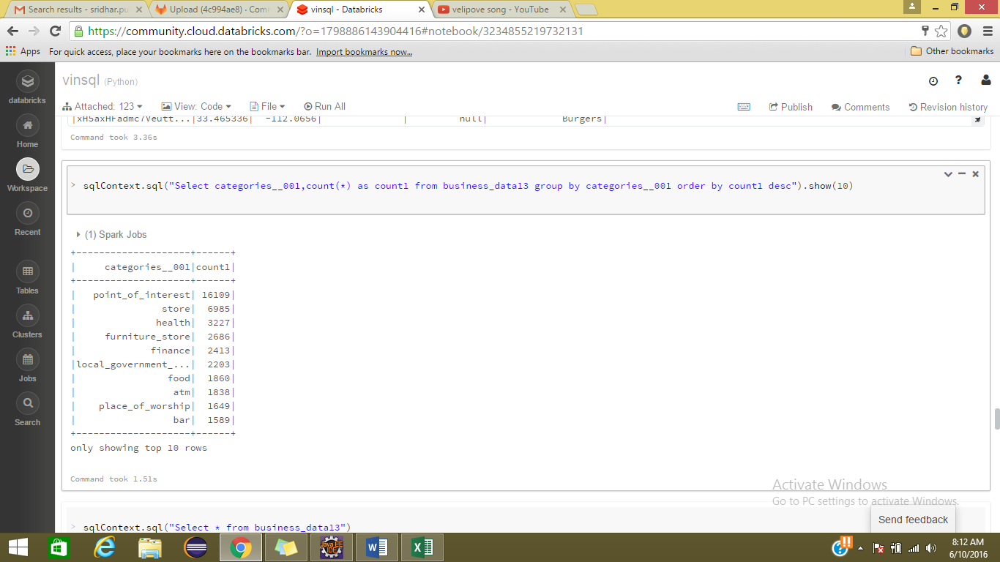 Search results - sridhar.pu
Upload (4c994ae8) · Com
vinsql - Databricks
velipove song - YouTube
https://community.cloud.databricks.com/?o=1798886143904416#notebook/3234855219732131
Apps
For quick access, place your bookmarks here on the bookmarks bar. Import bookmarks now...
Other bookmarks
databricks
Home
Workspace
Recent
Tables
Clusters
Jobs
Search
vinsql (Python)
?
Attached: 123
View: Code
File
Run All
Publish
Comments
Revision history
|xH5axHFadmc7Veutt...|33.465336| -112.0656| | null| Burgers|
Command took 3.36s
> sqlContext.sql("Select categories__001,count(*) as count1 from business_data13 group by categories__001 order by count1 desc").show(10)
(1) Spark Jobs
+--------------------+------+
| categories__001|count1|
+--------------------+------+
| point_of_interest| 16109|
| store| 6985|
| health| 3227|
| furniture_store| 2686|
| finance| 2413|
|local_government_...| 2203|
| food| 1860|
| atm| 1838|
| place_of_worship| 1649|
| bar| 1589|
+--------------------+------+
only showing top 10 rows
Command took 1.51s
> sqlContext.sql("Select * from business_data13")
Activate Windows
Go to PC settings to activate Windows.
Send feedback
Java EE
IDE
8:12 AM
6/10/2016